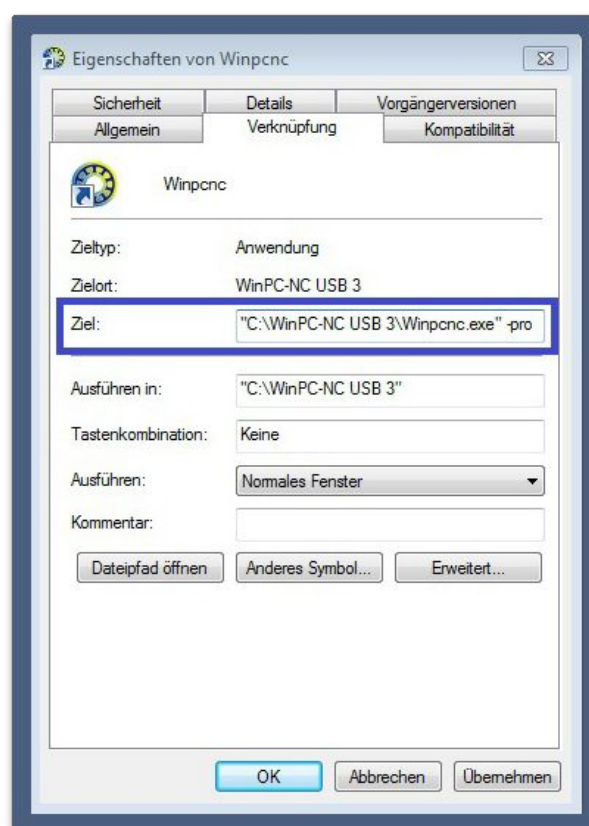 Eigenschaften von Winpcnc
Sicherheit Details Vorgängerversionen
Allgemein Verknüpfung Kompatibilität
Winpcnc
Zieltyp: Anwendung
Zielort: WinPC-NC USB 3
Ziel: "C:\WinPC-NC USB 3\Winpcnc.exe" -pro
Ausführen in: "C:\WinPC-NC USB 3"
Tastenkombination: Keine
Ausführen: Normales Fenster
Kommentar:
Dateipfad öffnen Anderes Symbol... Erweitert...
OK Abbrechen Übernehmen